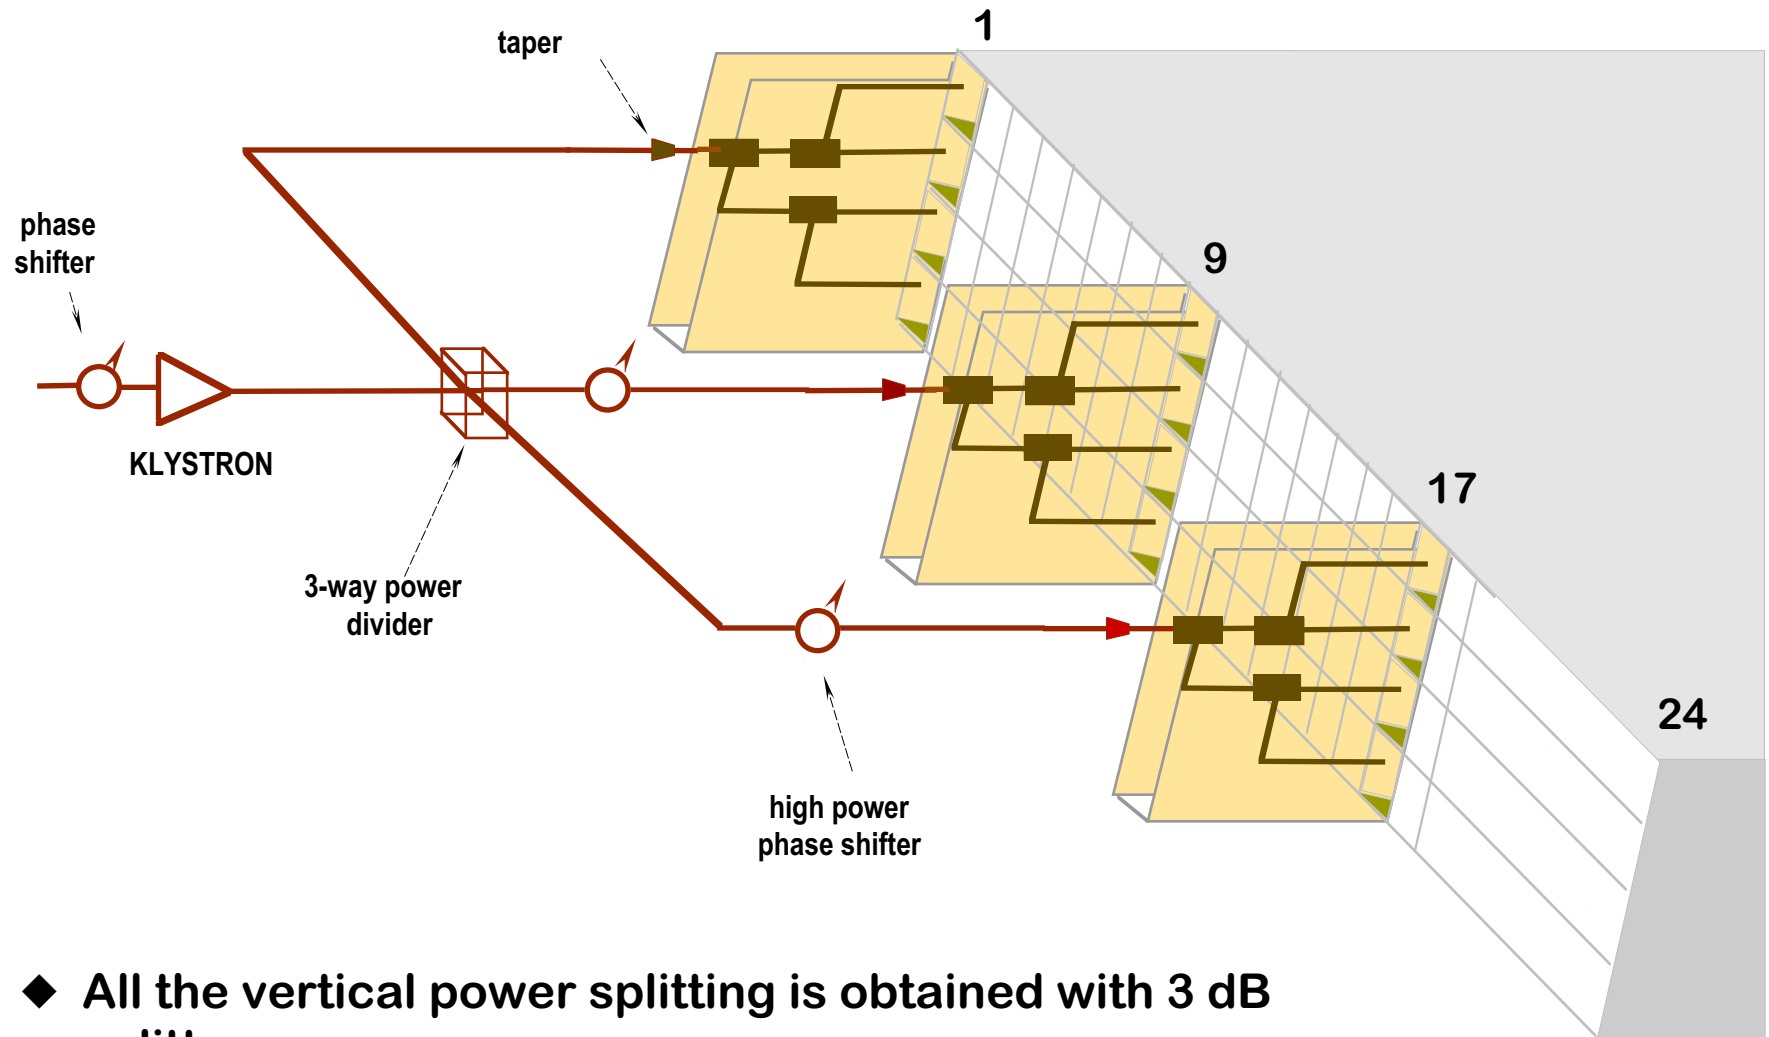 taper
1
phase
shifter
9
KLYSTRON
17
3-way power
divider
24
high power
phase shifter
◆ All the vertical power splitting is obtained with 3 dB